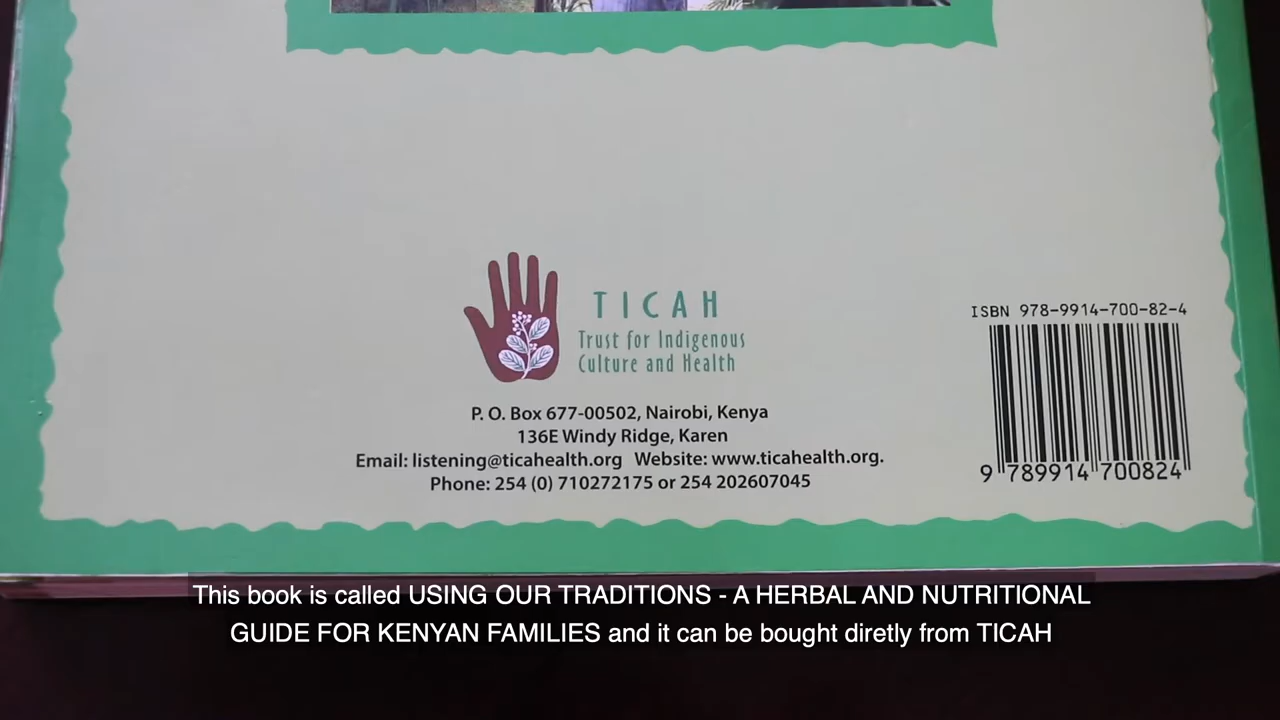 TICAH
Trust for Indigenous
Culture and Health
P. O. Box 677-00502, Nairobi, Kenya
136E Windy Ridge, Karen
Email: listening@ticahealth.org Website: www.ticahealth.org.
Phone: 254 (0) 710272175 or 254 202607045
ISBN 978-9914-700-82-4
9 789914 700824
This book is called USING OUR TRADITIONS - A HERBAL AND NUTRITIONAL
GUIDE FOR KENYAN FAMILIES and it can be bought diretly from TICAH